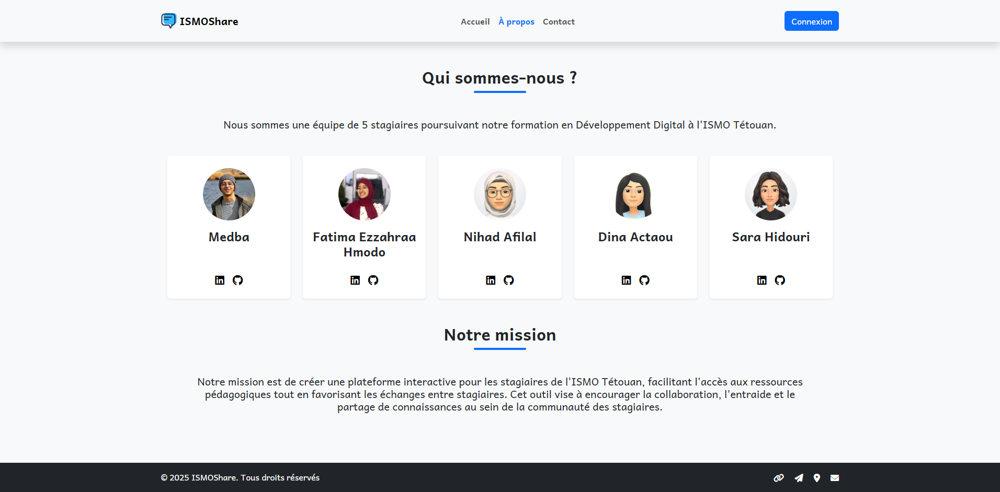 ISMOShare
Accueil À propos Contact
Connexion
Qui sommes-nous ?
Nous sommes une équipe de 5 stagiaires poursuivant notre formation en Développement Digital à l'ISMO Tétouan.
Medba
Fatima Ezzahraa
Hmodo
Nihad Afilal
Dina Actaou
Sara Hidouri
Notre mission
Notre mission est de créer une plateforme interactive pour les stagiaires de l'ISMO Tétouan, facilitant l'accès aux ressources
pédagogiques tout en favorisant les échanges entre stagiaires. Cet outil vise à encourager la collaboration, l'entraide et le
partage de connaissances au sein de la communauté des stagiaires.
© 2025 ISMOShare. Tous droits réservés